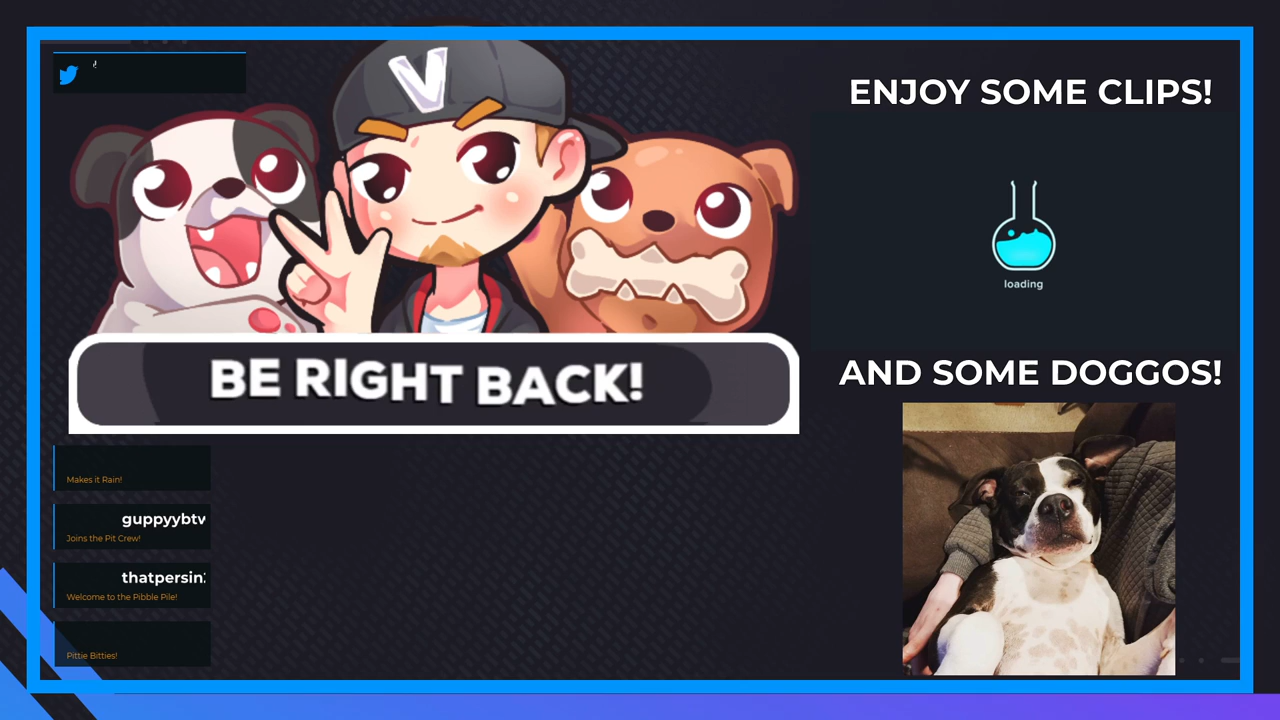 V
ENJOY SOME CLIPS!
loading
BE RIGHT BACK!
AND SOME DOGGOS!
Makes it Rain!
guppyybtv
Joins the Pit Crew!
thatpersin
Welcome to the Pibble Pile!
Pittie Bitties!